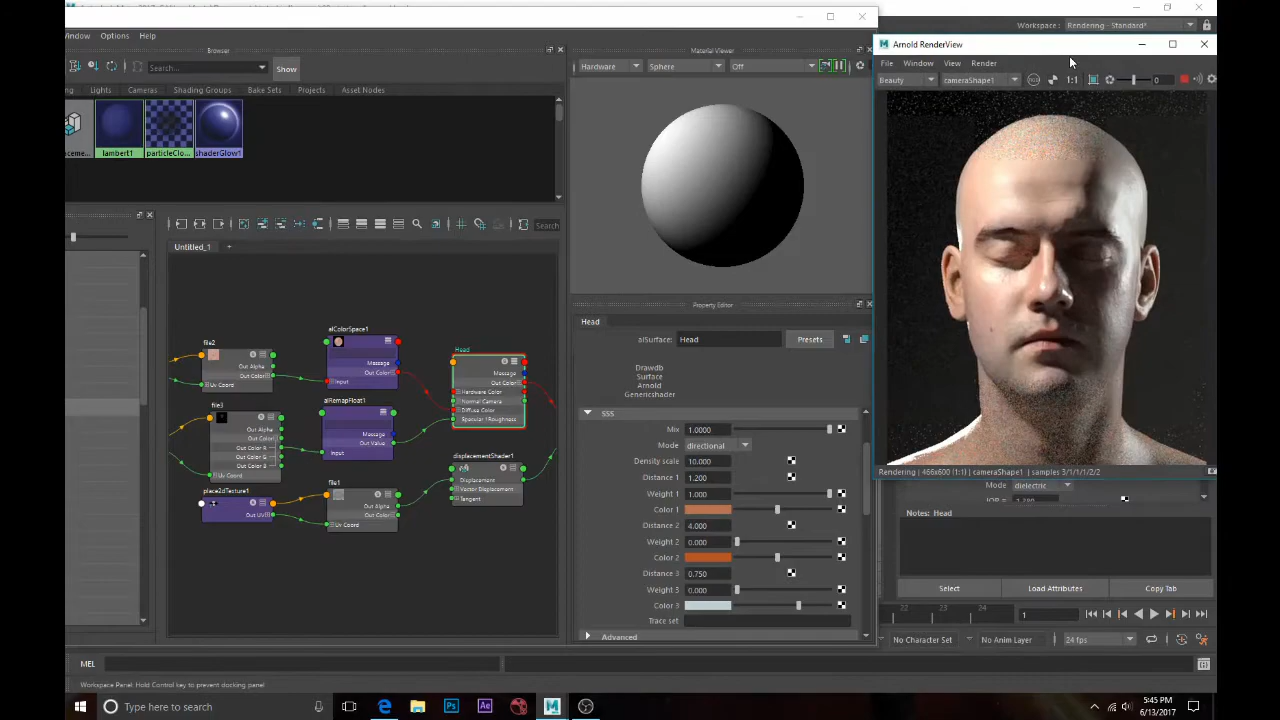 Workspace: Rendering - Standard*
Window Options Help
Arnold RenderView
Browser
Material Viewer
File Window View Render
Search...
Show
Hardware
Sphere
Off
Beauty
cameraShape1
1:1
0
Lights Cameras Shading Groups Bake Sets Projects Asset Nodes
lambert1
particleClo...
shaderGlow1
Search
Untitled_1
+
Property Editor
Head
alSurface:
Head
Presets
Drawdb
Surface
Arnold
Genericshader
SSS
Mix 1.0000
Mode directional
Density scale 10.000
Distance 1 1.200
Weight 1 1.000
Color 1
Distance 2 4.000
Weight 2 0.000
Color 2
Distance 3 0.750
Weight 3 0.000
Color 3
Trace set
Advanced
file2
Out Alpha
Out Color
Uv Coord
alColorSpace1
Message
Out Color
Input
Head
Message
Out Color
Hardware Color
Normal Camera
Diffuse Color
Specular 1Roughness
file3
Out Alpha
Out Color
Out Color R
Out Color G
Out Color B
Uv Coord
alRemapFloat1
Message
Out Value
Input
displacementShader1
Displacement
Vector Displacement
Tangent
place2dTexture1
Out UV
file1
Out Alpha
Out Color
Uv Coord
Rendering | 466x600 (1:1) | cameraShape1 | samples 3/1/1/1/2/2
Mode dielectric
Notes: Head
Select
Load Attributes
Copy Tab
22 23 24
1
No Character Set
No Anim Layer
24 fps
MEL
Workspace Panel: Hold Control key to prevent docking panel
Type here to search
5:45 PM
6/13/2017